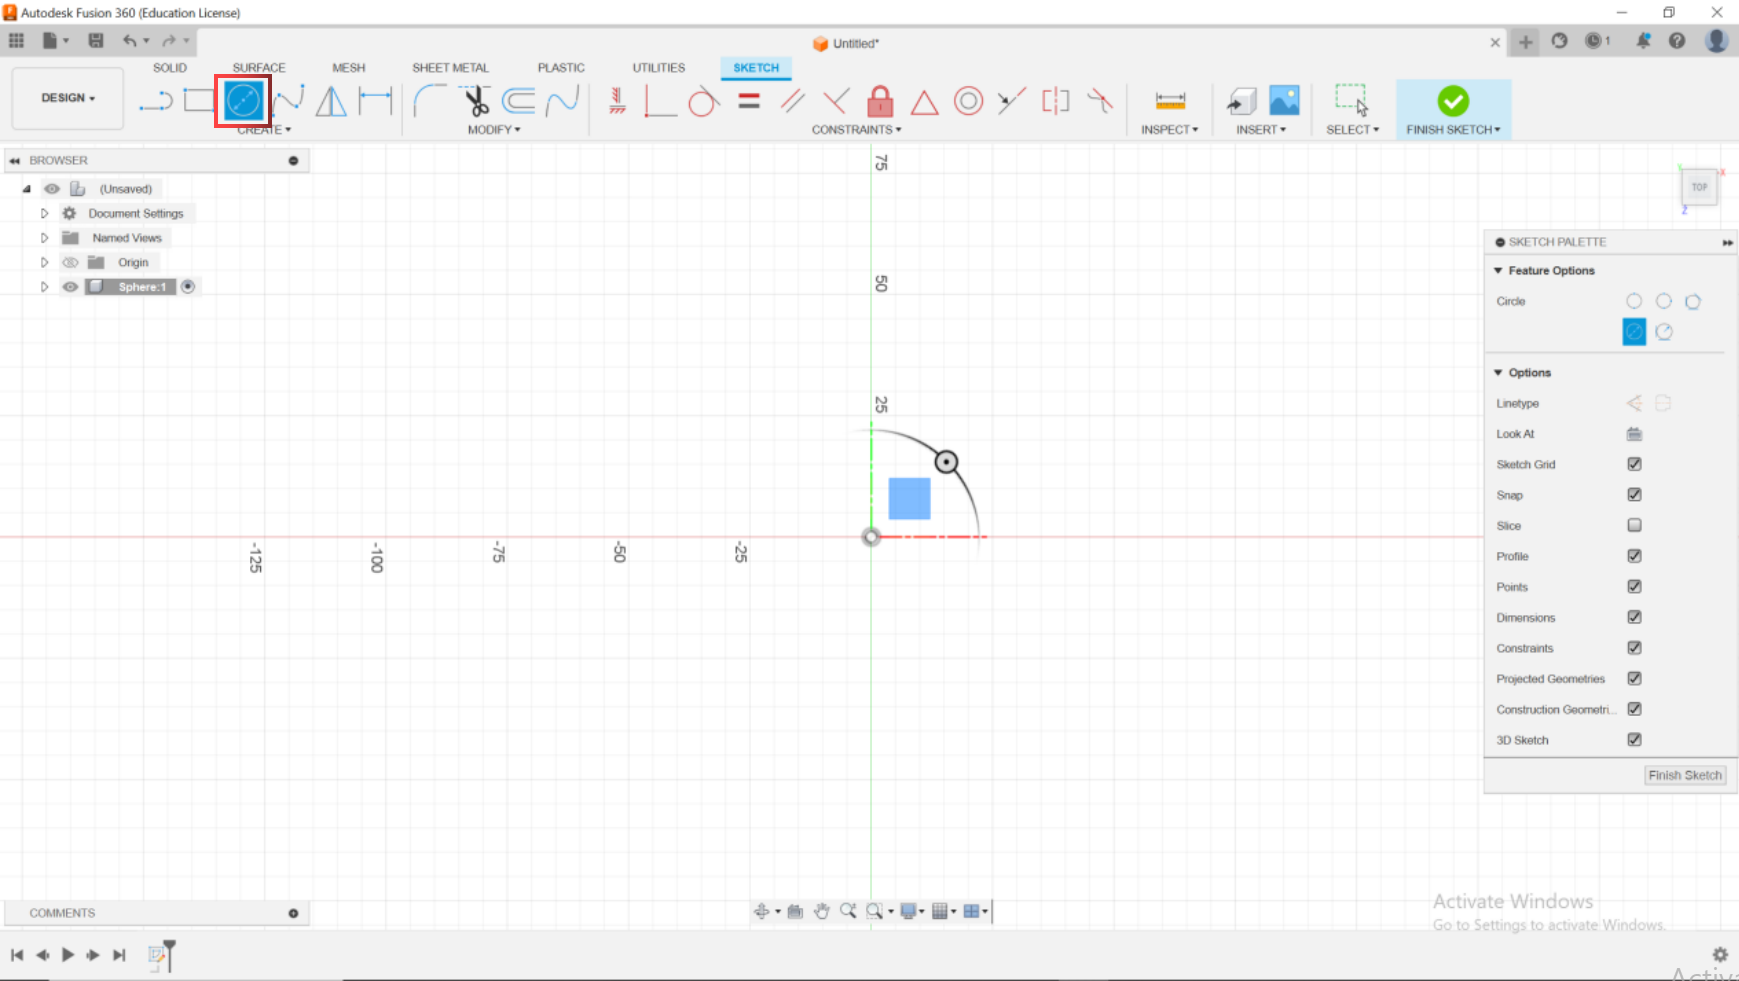 Autodesk Fusion 360 (Education License)
Untitled*
1
SOLID SURFACE MESH SHEET METAL PLASTIC UTILITIES SKETCH
DESIGN
CREATE MODIFY CONSTRAINTS INSPECT INSERT SELECT FINISH SKETCH
BROWSER
(Unsaved)
Document Settings
Named Views
Origin
Sphere:1
75
50
25
-125 -100 -75 -50 -25
TOP
X
Y
Z
SKETCH PALETTE
Feature Options
Circle
Options
Linetype
Look At
Sketch Grid
Snap
Slice
Profile
Points
Dimensions
Constraints
Projected Geometries
Construction Geometri...
3D Sketch
Finish Sketch
COMMENTS
Activate Windows
Go to Settings to activate Windows.